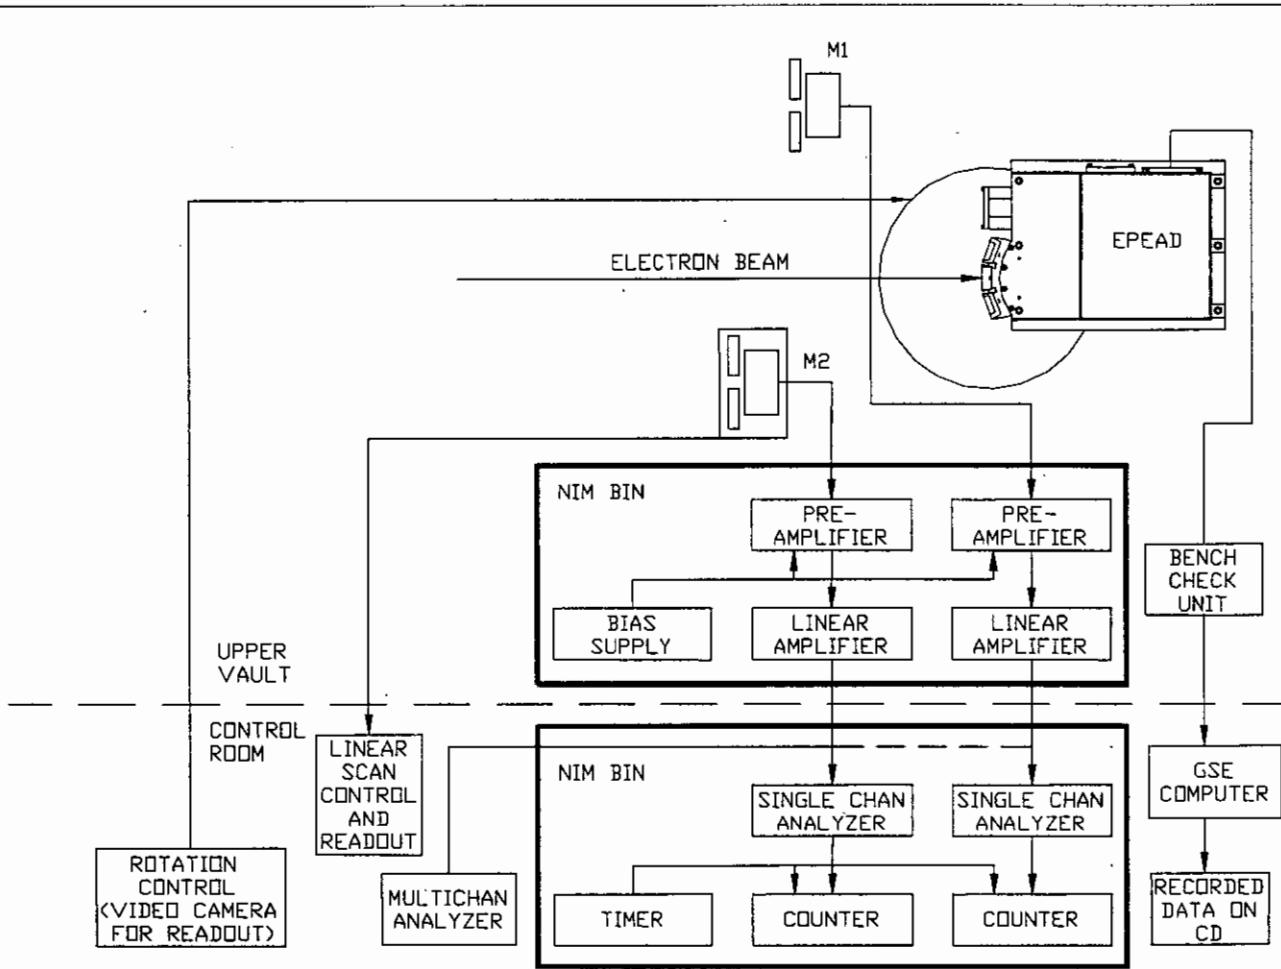 M1
EPEAD
ELECTRON BEAM
M2
NIM BIN
PRE-
AMPLIFIER
PRE-
AMPLIFIER
BENCH
CHECK
UNIT
BIAS
SUPPLY
LINEAR
AMPLIFIER
LINEAR
AMPLIFIER
UPPER
VAULT
CONTROL
ROOM
LINEAR
SCAN
CONTROL
AND
READOUT
NIM BIN
GSE
COMPUTER
SINGLE CHAN
ANALYZER
SINGLE CHAN
ANALYZER
ROTATION
CONTROL
(VIDEO CAMERA
FOR READOUT)
MULTICHAN
ANALYZER
TIMER
COUNTER
COUNTER
RECORDED
DATA ON
CD